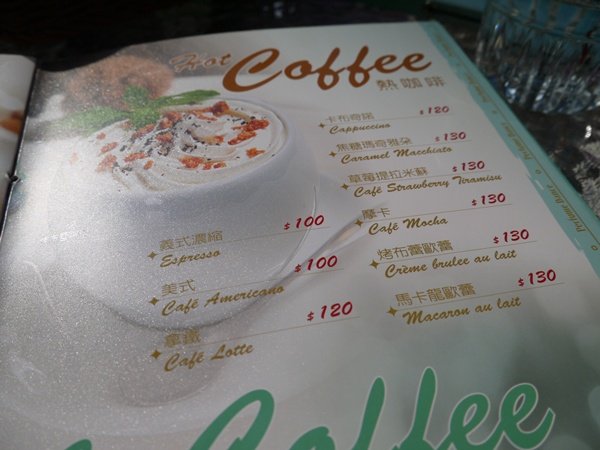 Hot Coffee
熱咖啡
卡布奇諾 $120
Cappuccino
焦糖瑪奇雅朵 $130
Caramel Macchiato
草莓提拉米蘇 $130
Café Strawberry Tiramisu
摩卡 $130
Café Mocha
烤布蕾歐蕾 $130
Crème brulee au lait
馬卡龍歐蕾 $130
Macaron au lait
義式濃縮 $100
Espresso
美式 $100
Café Americano
拿鐵 $120
Café Lotte
Coffee